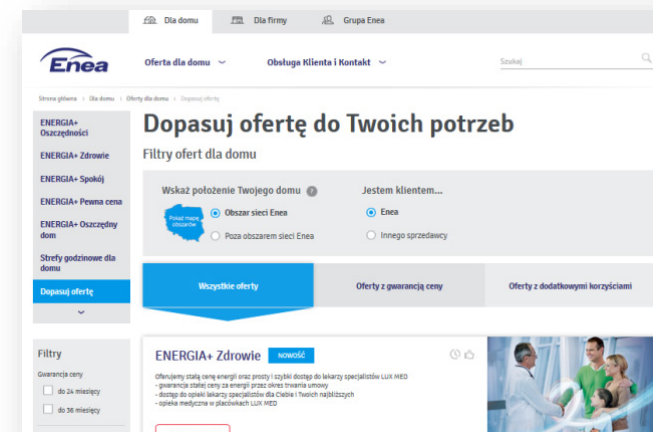 Dla domu Dla firmy Grupa Enea
Enea Oferta dla domu Obsługa Klienta i Kontakt Szukaj
Strona główna Dla domu Oferty dla domu Dopasuj ofertę
ENERGIA+
Oszczędności
ENERGIA+ Zdrowie
ENERGIA+ Spokój
ENERGIA+ Pewna cena
ENERGIA+ Oszczędny
dom
Strefy godzinowe dla
domu
Dopasuj ofertę
Dopasuj ofertę do Twoich potrzeb
Filtry ofert dla domu
Wskaż położenie Twojego domu ?
Pokaż mapę
obszarów
Obszar sieci Enea
Poza obszarem sieci Enea
Jestem klientem...
Enea
Innego sprzedawcy
Wszystkie oferty Oferty z gwarancją ceny Oferty z dodatkowymi korzyściami
Filtry
Gwarancja ceny
do 24 miesięcy
do 36 miesięcy
ENERGIA+ Zdrowie NOWOŚĆ
Oferujemy stałą cenę energii oraz prosty i szybki dostęp do lekarzy specjalistów LUX MED
- gwarancja stałej ceny za energii przez okres trwania umowy
- dostęp do opieki lekarzy specjalistów dla Ciebie i Twoich najbliższych
- opieka medyczna w placówkach LUX MED